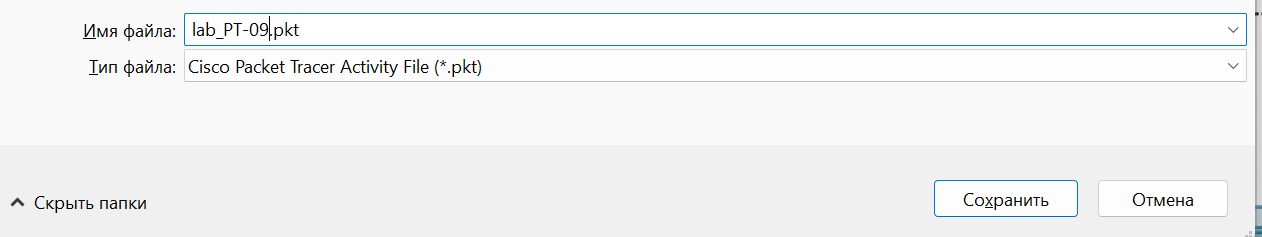 Имя файла: lab_PT-09.pkt
Тип файла: Cisco Packet Tracer Activity File (*.pkt)
Скрыть папки
Сохранить
Отмена